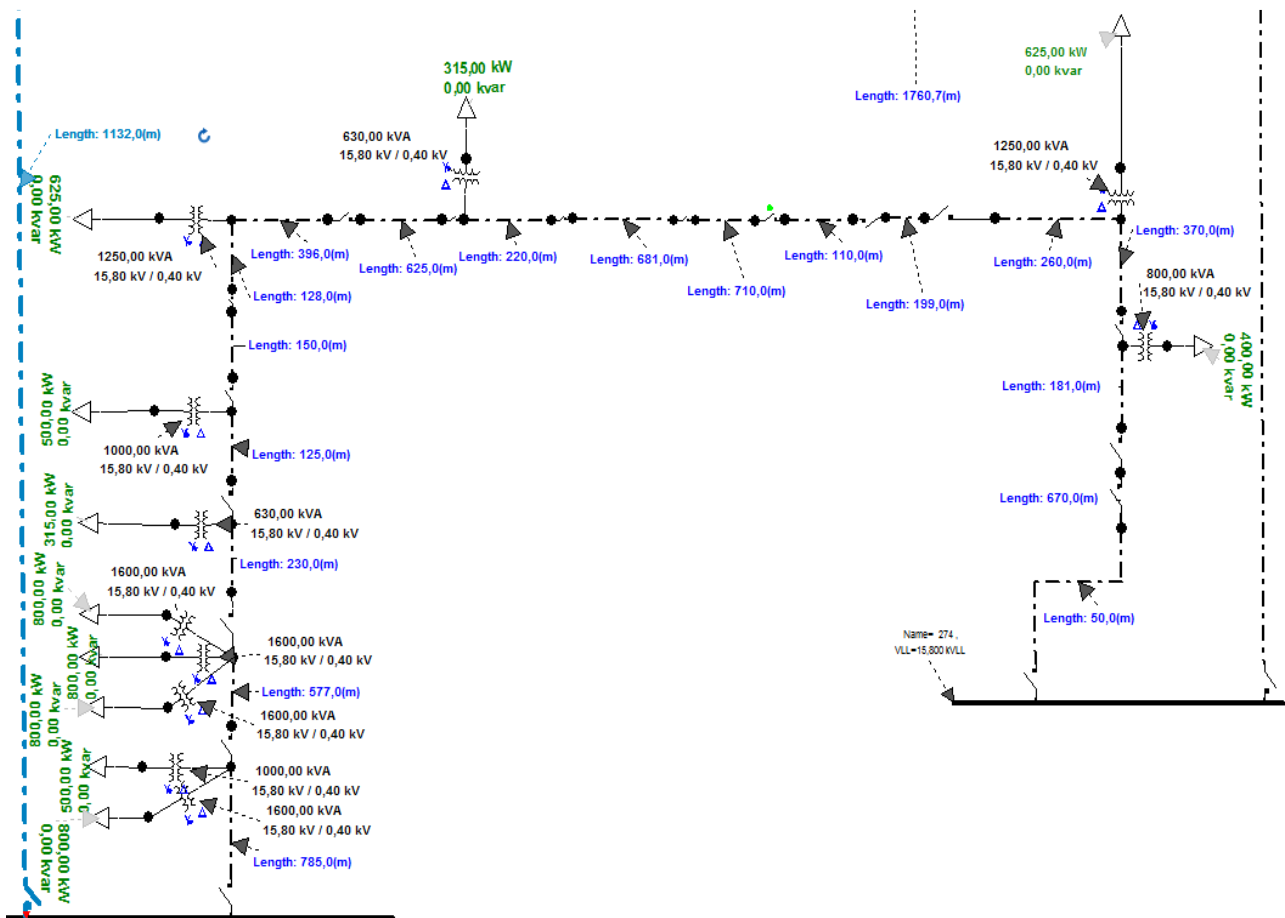 625,00 kW
0,00 kvar
315,00 kW
0,00 kvar
Length: 1760,7(m)
Length: 1132,0(m)
630,00 kVA
15,80 kV / 0,40 kV
1250,00 kVA
15,80 kV / 0,40 kV
625,00 kW
0,00 kvar
1250,00 kVA
15,80 kV / 0,40 kV
Length: 396,0(m)
Length: 625,0(m)
Length: 220,0(m)
Length: 681,0(m)
Length: 710,0(m)
Length: 110,0(m)
Length: 199,0(m)
Length: 260,0(m)
Length: 370,0(m)
800,00 kVA
15,80 kV / 0,40 kV
400,00 kW
0,00 kvar
Length: 128,0(m)
Length: 150,0(m)
Length: 181,0(m)
500,00 kW
0,00 kvar
1000,00 kVA
15,80 kV / 0,40 kV
Length: 125,0(m)
Length: 670,0(m)
315,00 kW
0,00 kvar
630,00 kVA
15,80 kV / 0,40 kV
Length: 230,0(m)
1600,00 kVA
15,80 kV / 0,40 kV
800,00 kW
0,00 kvar
Length: 50,0(m)
Name= 274 ,
VLL=15,800 kVLL
1600,00 kVA
15,80 kV / 0,40 kV
800,00 kW
0,00 kvar
Length: 577,0(m)
800,00 kW
0,00 kvar
1600,00 kVA
15,80 kV / 0,40 kV
500,00 kW
0,00 kvar
1000,00 kVA
15,80 kV / 0,40 kV
1600,00 kVA
15,80 kV / 0,40 kV
800,00 kW
0,00 kvar
Length: 785,0(m)